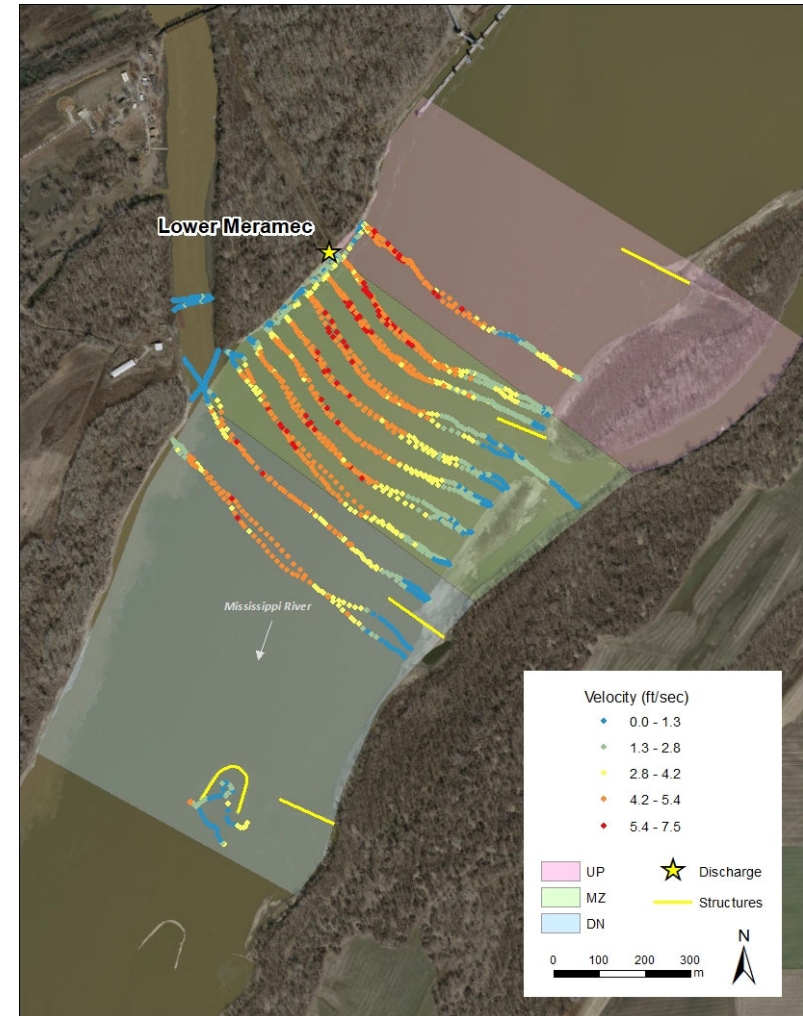 Lower Meramec
Mississippi River
Velocity (ft/sec)
0.0 - 1.3
1.3 - 2.8
2.8 - 4.2
4.2 - 5.4
5.4 - 7.5
UP
MZ
DN
Discharge
Structures
N
0 100 200 300
m